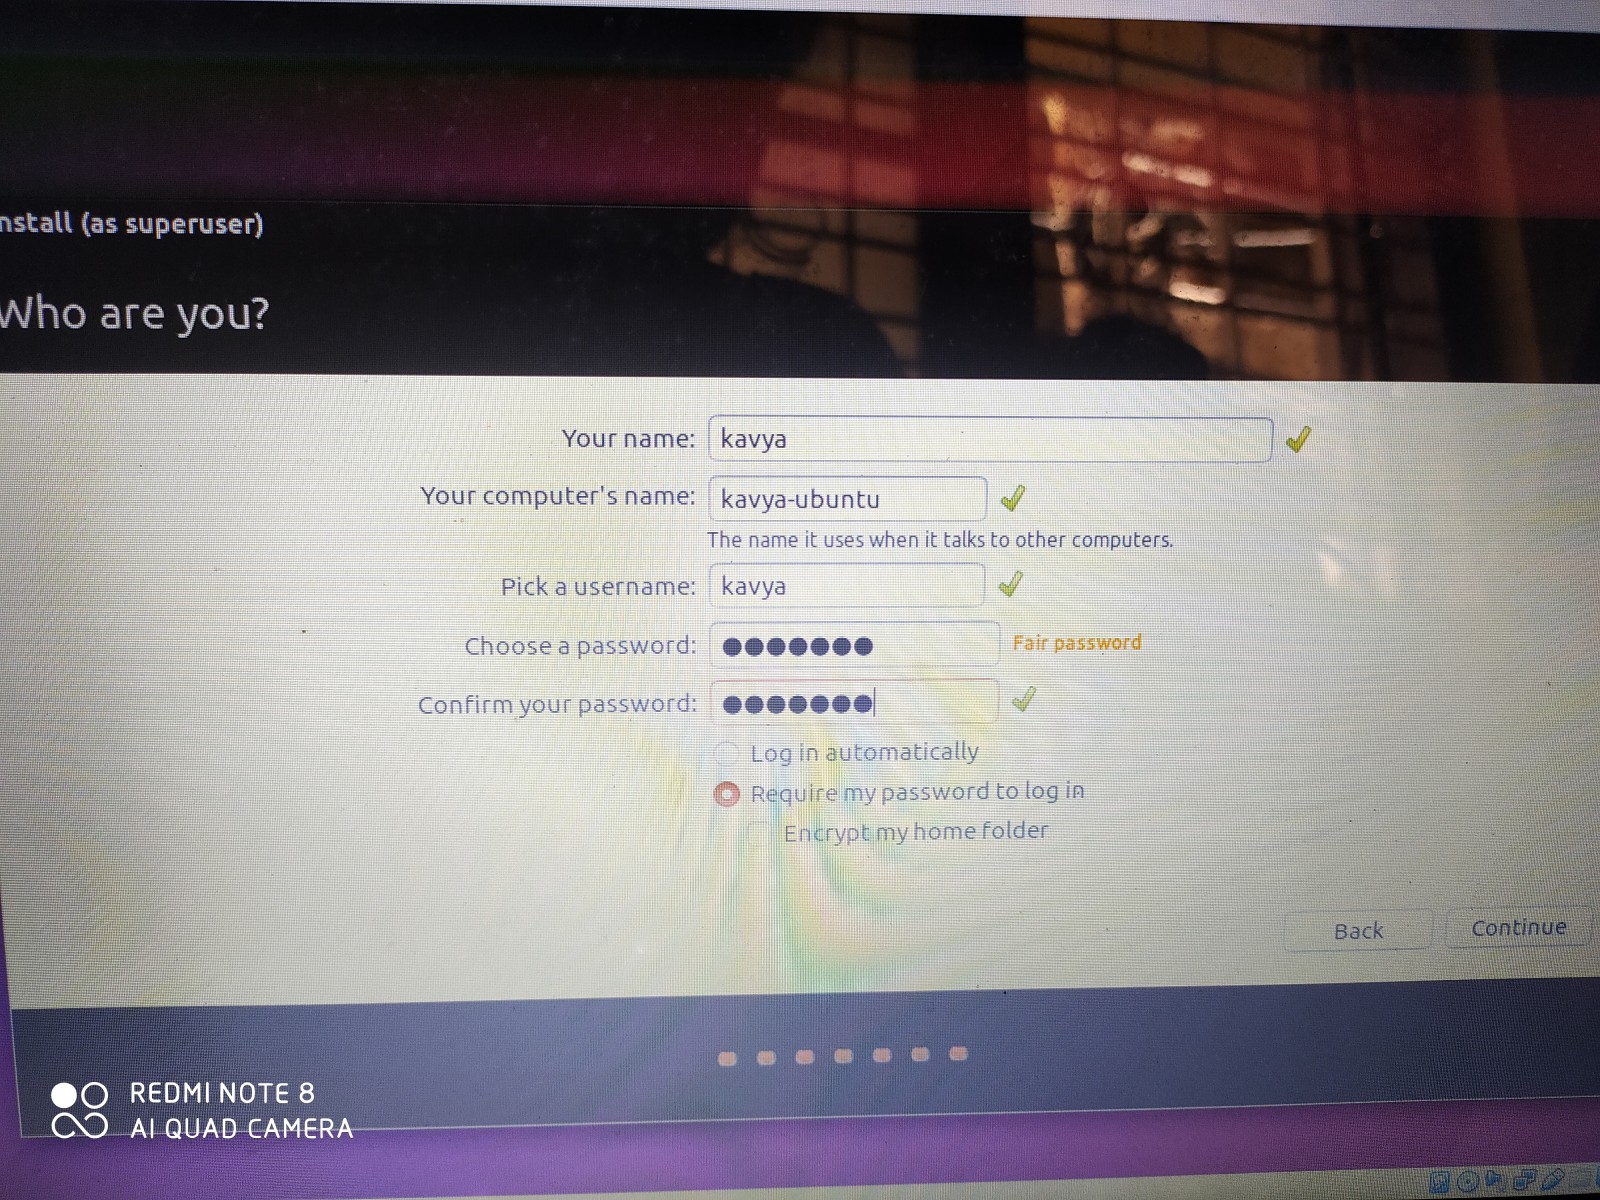 nstall (as superuser)
Who are you?
Your name: kavya
Your computer's name: kavya-ubuntu
The name it uses when it talks to other computers.
Pick a username: kavya
Choose a password: ●●●●●●● Fair password
Confirm your password: ●●●●●●●
Log in automatically
Require my password to log in
Encrypt my home folder
Back Continue
REDMI NOTE 8
AI QUAD CAMERA